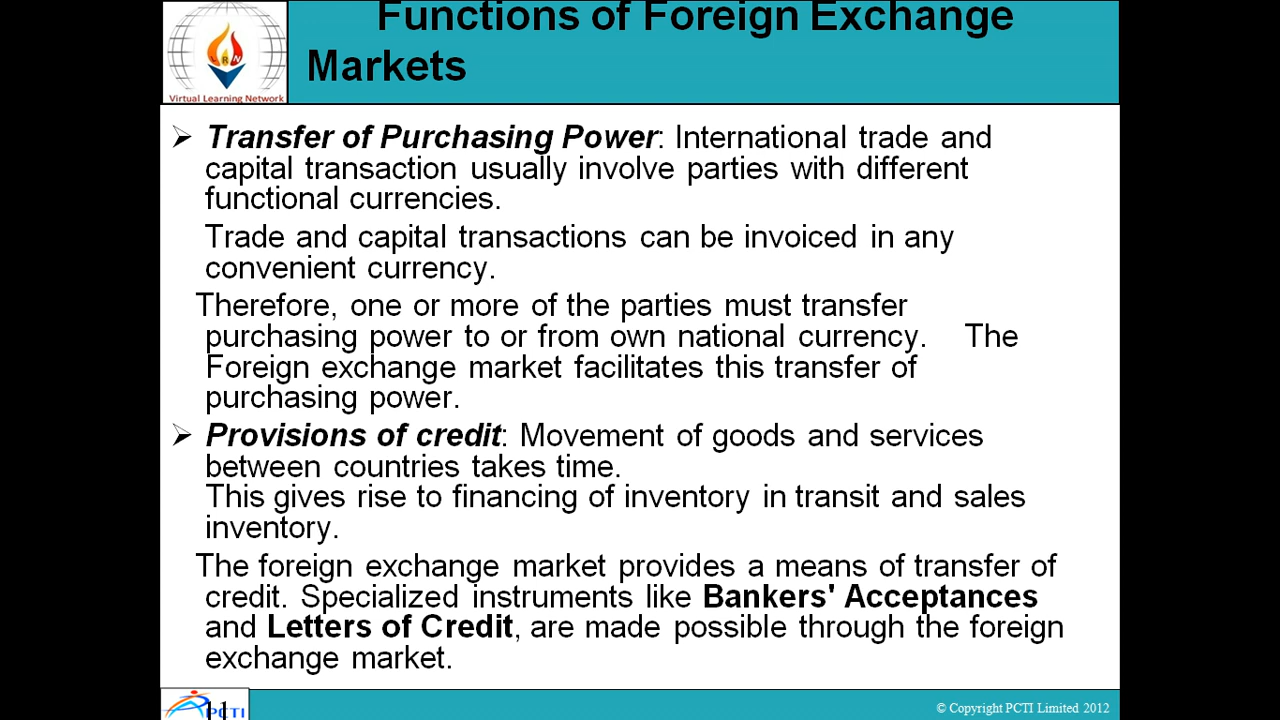 Functions of Foreign Exchange
Markets
Virtual Learning Network
Transfer of Purchasing Power: International trade and
capital transaction usually involve parties with different
functional currencies.
Trade and capital transactions can be invoiced in any
convenient currency.
Therefore, one or more of the parties must transfer
purchasing power to or from own national currency. The
Foreign exchange market facilitates this transfer of
purchasing power.
Provisions of credit: Movement of goods and services
between countries takes time.
This gives rise to financing of inventory in transit and sales
inventory.
The foreign exchange market provides a means of transfer of
credit. Specialized instruments like Bankers' Acceptances
and Letters of Credit, are made possible through the foreign
exchange market.
11
PCTI
© Copyright PCTI Limited 2012